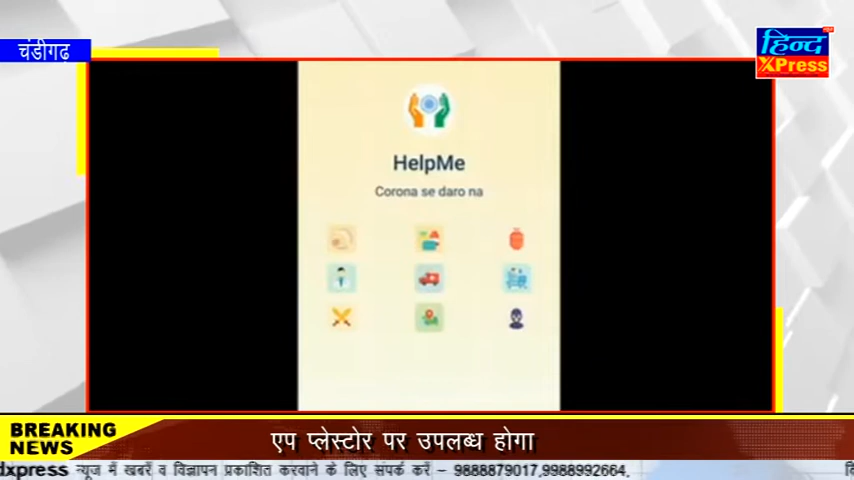 चंडीगढ
हिन्द
XPress
HelpMe
Corona se daro na
BREAKING
NEWS
एप प्लेस्टोर पर उपलब्ध होगा
dxpress न्यूज में खबरें व विज्ञापन प्रकाशित करवाने के लिए संपर्क करें – 9888879017,9988992664,